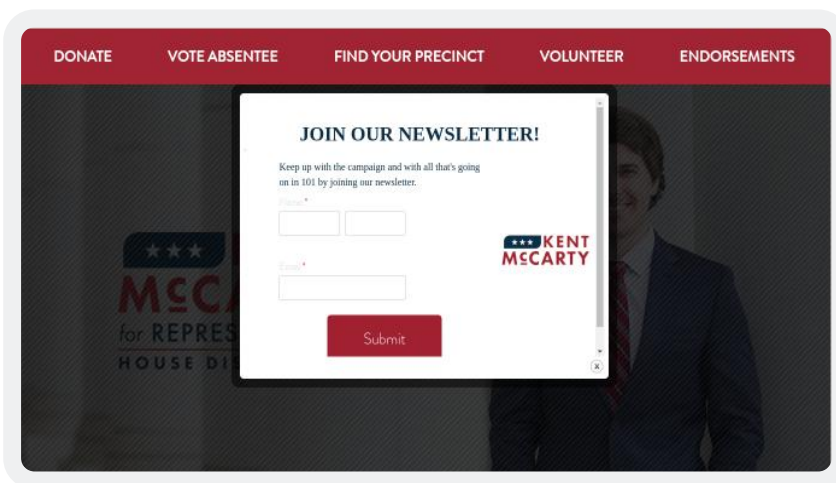 DONATE VOTE ABSENTEE FIND YOUR PRECINCT VOLUNTEER ENDORSEMENTS
JOIN OUR NEWSLETTER!
Keep up with the campaign and with all that's going
on in 101 by joining our newsletter.
Name *
Email *
Submit
KENT
McCARTY
McCA
for REPRES
HOUSE DIS
x